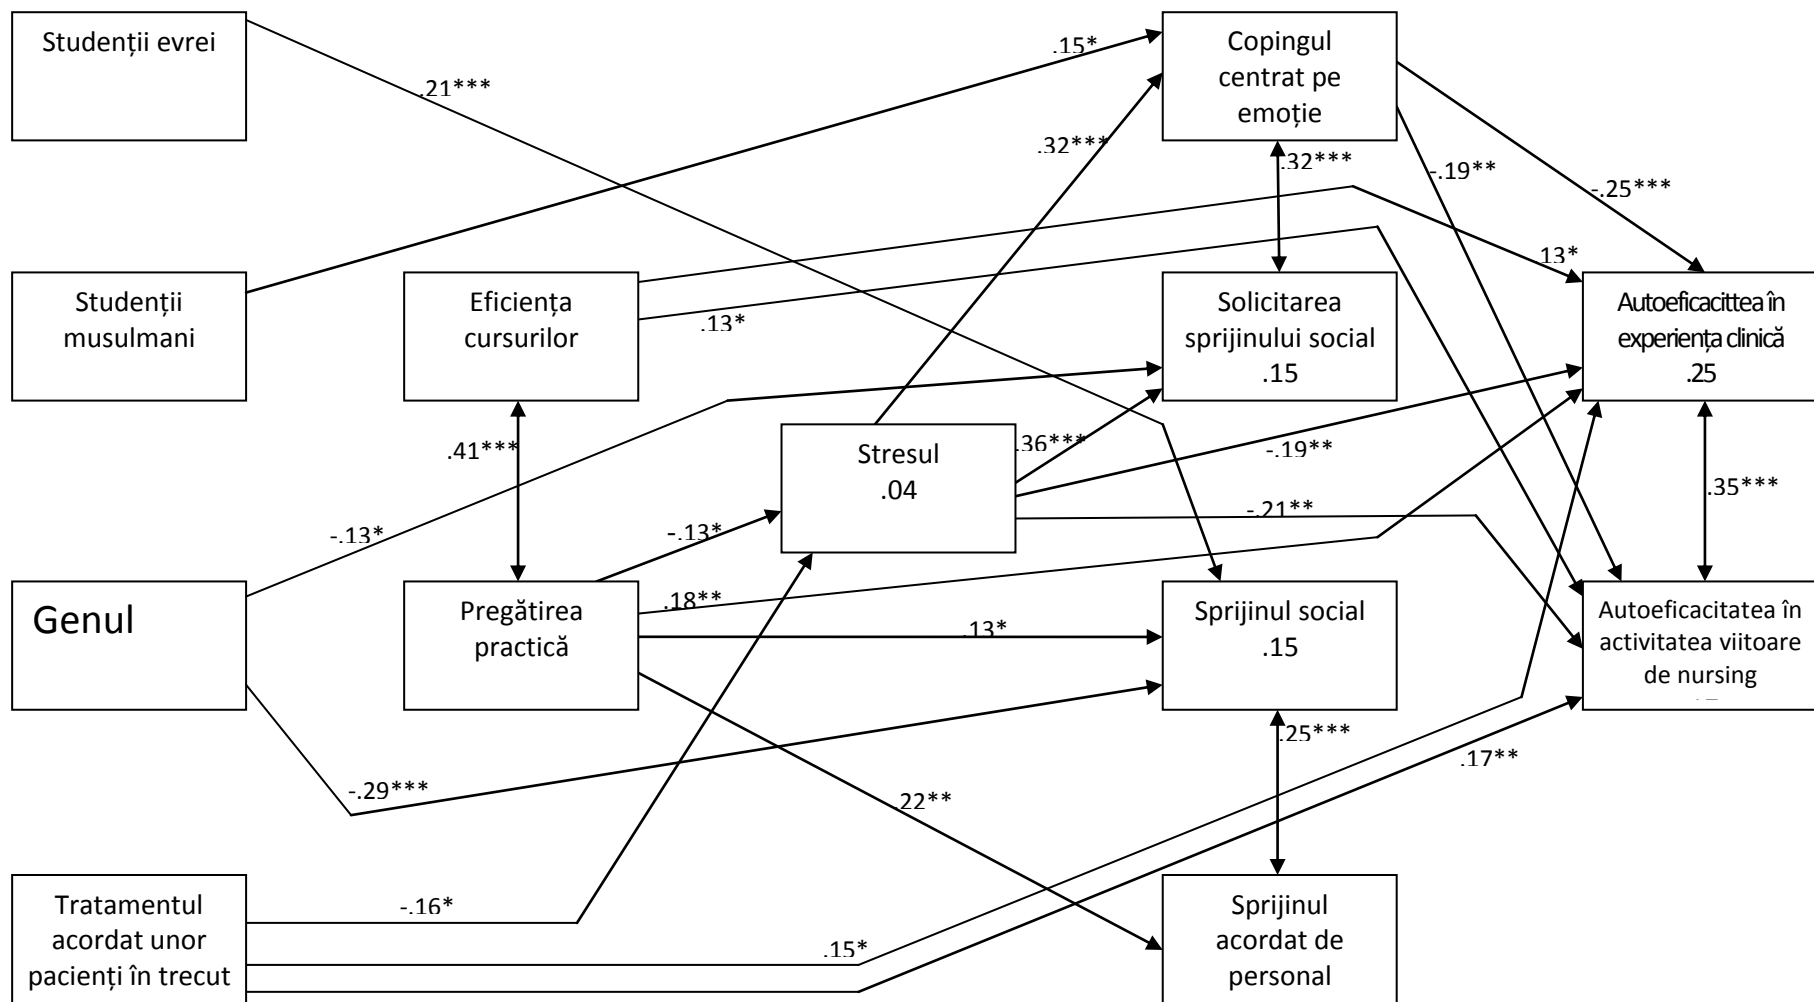 Studenții evrei
Copingul
centrat pe
emoție
.15*
.21***
.32***
.32***
-.19**
-.25***
Studenții
musulmani
Eficiența
cursurilor
Solicitarea
sprijinului social
.15
.13*
.13*
Autoeficacittea în
experiența clinică
.25
.41***
Stresul
.04
.36***
-.19**
-.21**
.35***
-.13*
-.13*
Genul
Pregătirea
practică
.18**
.13*
Sprijinul social
.15
Autoeficacitatea în
activitatea viitoare
de nursing
-.29***
.22**
.25***
.17**
Tratamentul
acordat unor
pacienți în trecut
-.16*
.15*
Sprijinul
acordat de
personal